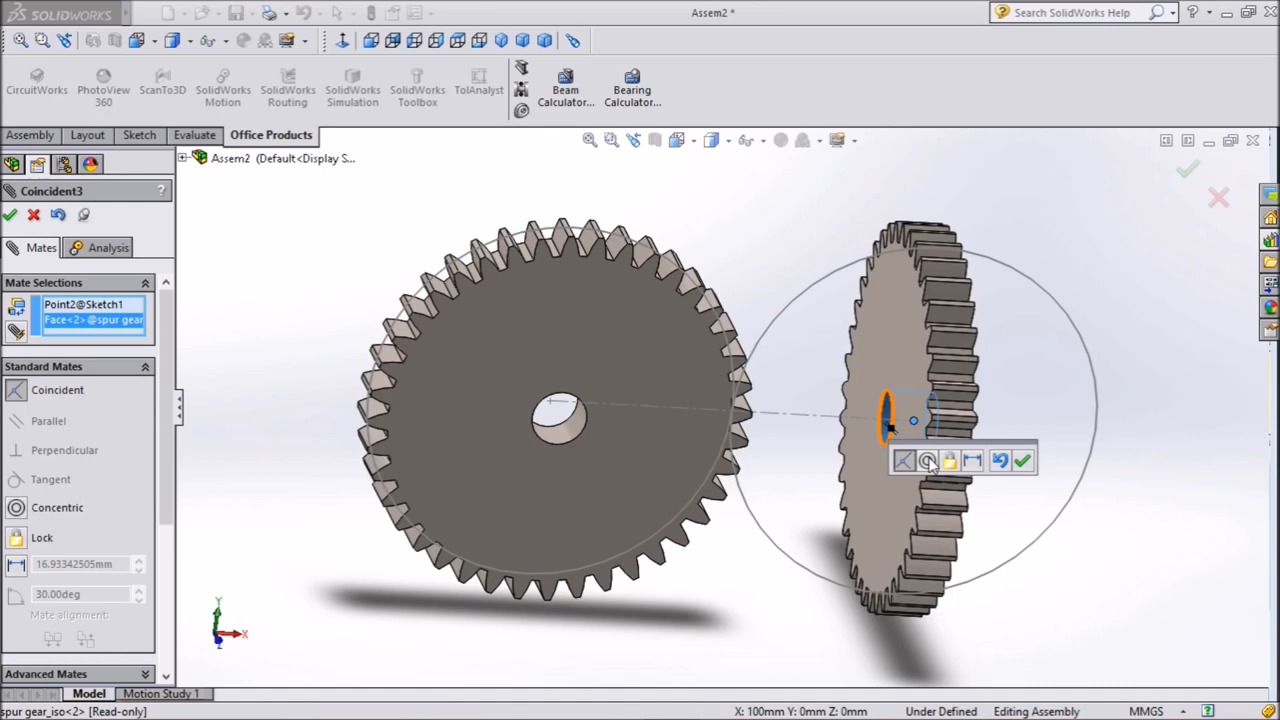 SOLIDWORKS
Assem2 *
Search SolidWorks Help
CircuitWorks
PhotoView 360
ScanTo3D
SolidWorks Motion
SolidWorks Routing
SolidWorks Simulation
SolidWorks Toolbox
TolAnalyst
Beam Calculator...
Bearing Calculator...
Assembly Layout Sketch Evaluate Office Products
Assem2 (Default<Display S...
Coincident3
?
Mates Analysis
Mate Selections
Point2@Sketch1
Face<2> @spur gear
Standard Mates
Coincident
Parallel
Perpendicular
Tangent
Concentric
Lock
16.93342505mm
30.00deg
Mate alignment:
Advanced Mates
Y
X
Z
Model Motion Study 1
spur gear_iso<2> [Read-only]
X: 100mm Y: 0mm Z: 0mm
Under Defined
Editing Assembly
MMGS
?